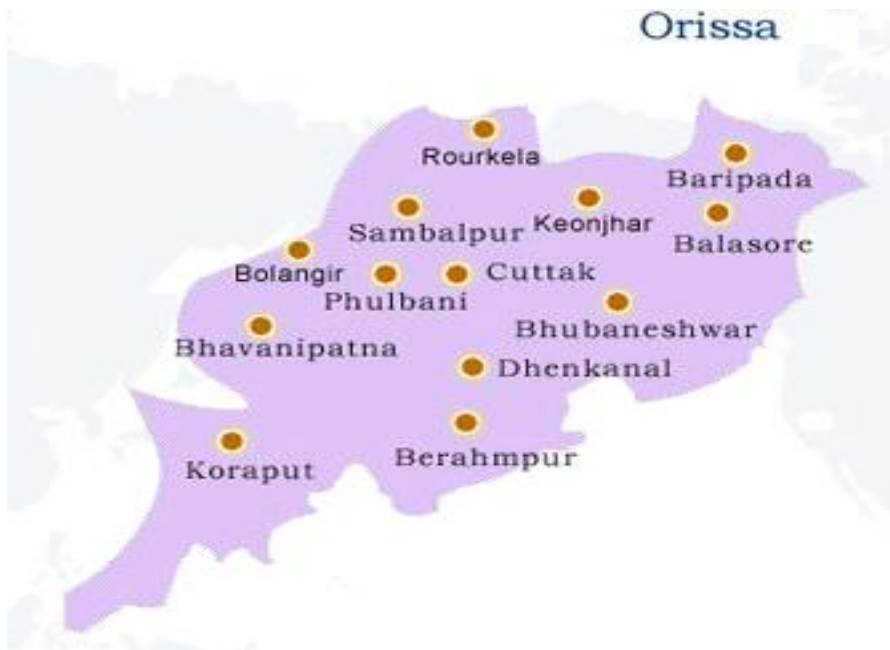 Orissa
Rourkela
Baripada
Sambalpur
Keonjhar
Balasore
Bolangir
Phulbani
Cuttak
Bhubaneshwar
Bhavanipatna
Dhenkanal
Berahmpur
Koraput